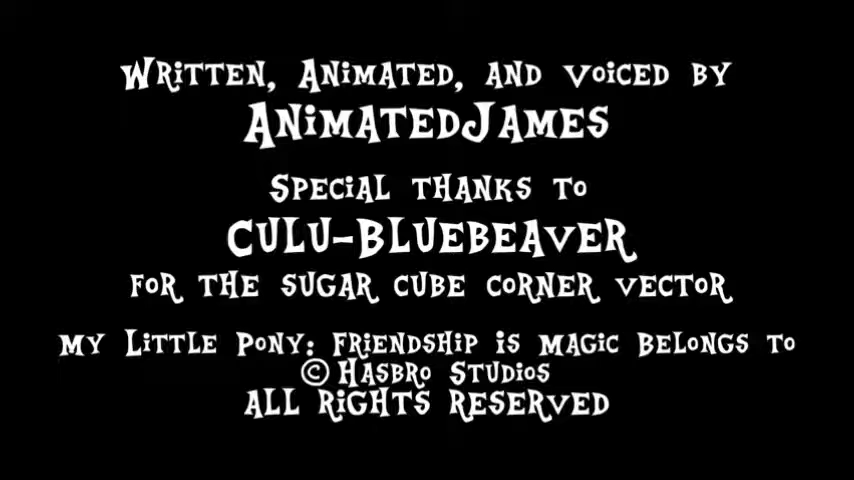 Written, Animated, and voiced by
AnimatedJames
Special thanks to
Culu-Bluebeaver
for the sugar cube corner vector
my Little Pony: friendship is magic belongs to
© Hasbro Studios
All rights reserved